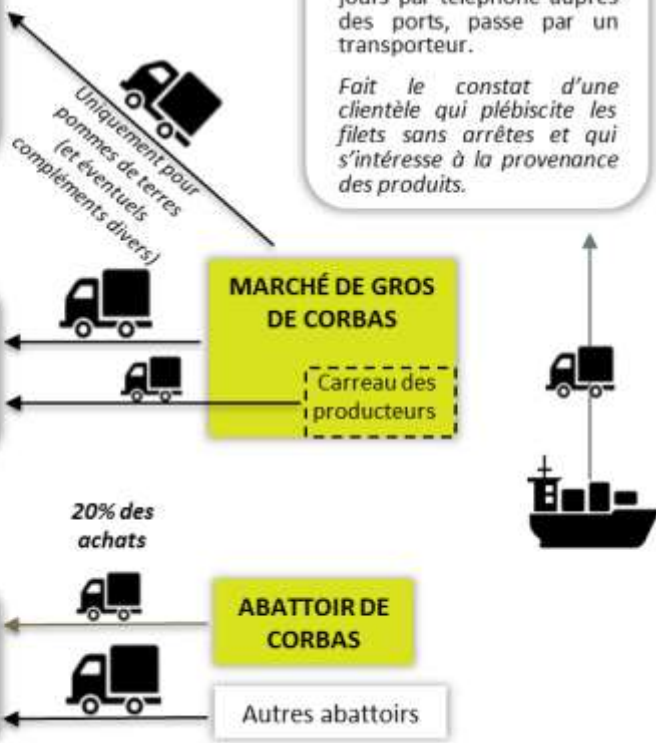 jours par téléphone auprès
des ports, passe par un
transporteur.
Fait le constat d’une
clientèle qui plébiscite les
filets sans arrêtes et qui
s’intéresse à la provenance
des produits.
Uniquement pour
pommes de terres
(et éventuels
compléments divers)
MARCHÉ DE GROS
DE CORBAS
Carreau des
producteurs
20% des
achats
ABATTOIR DE
CORBAS
Autres abattoirs